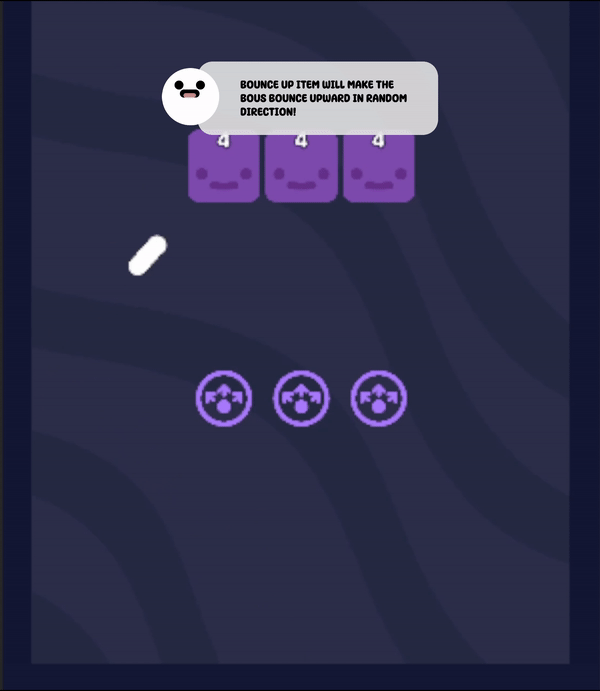 BOUNCE UP ITEM WILL MAKE THE
BOUS BOUNCE UPWARD IN RANDOM
DIRECTION!
4 4 4